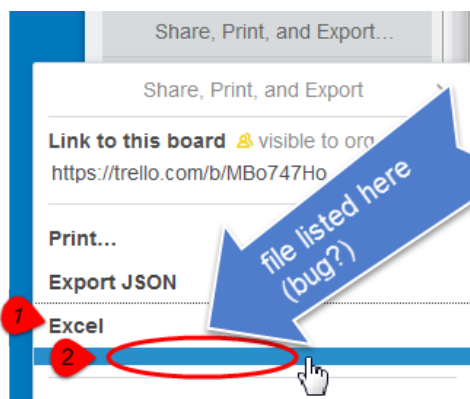 Share, Print, and Export...
Share, Print, and Export
Link to this board visible to org
https://trello.com/b/MBo747Ho
file listed here
(bug?)
Print...
Export JSON
1
Excel
2